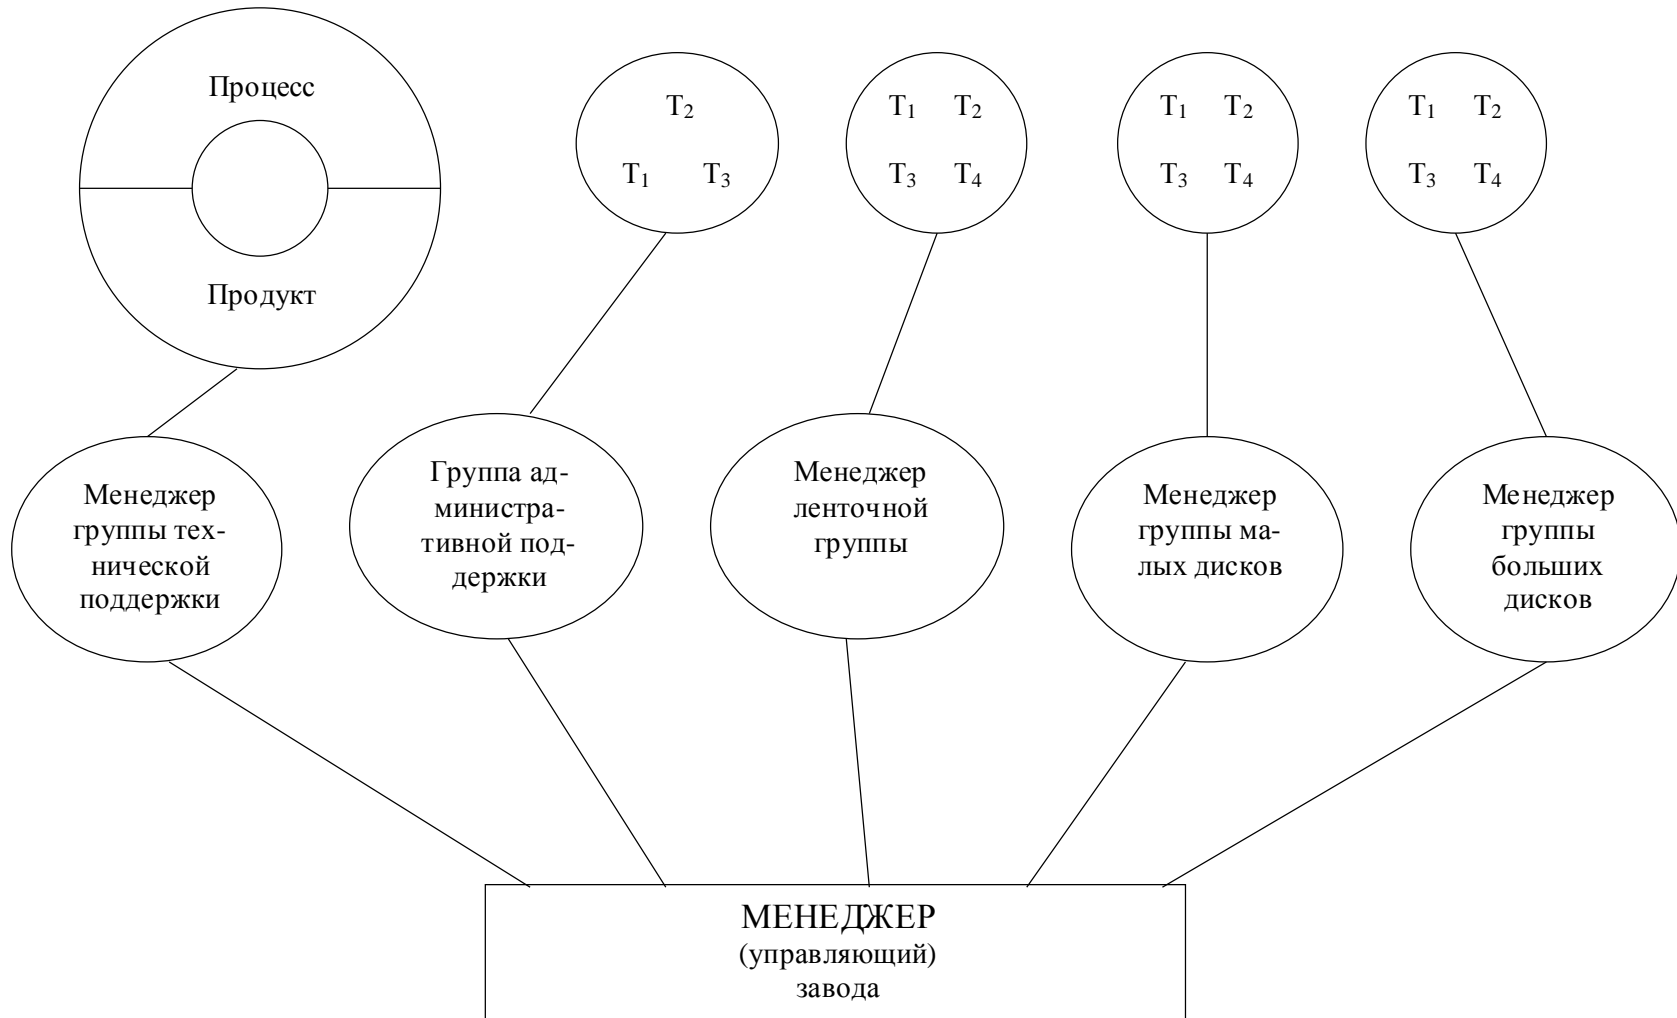 Процесс
Продукт
T₂
T₁ T₃
T₁ T₂
T₃ T₄
T₁ T₂
T₃ T₄
T₁ T₂
T₃ T₄
Менеджер
группы тех-
нической
поддержки
Группа ад-
министра-
тивной под-
держки
Менеджер
ленточной
группы
Менеджер
группы ма-
лых дисков
Менеджер
группы
больших
дисков
МЕНЕДЖЕР
(управляющий)
завода